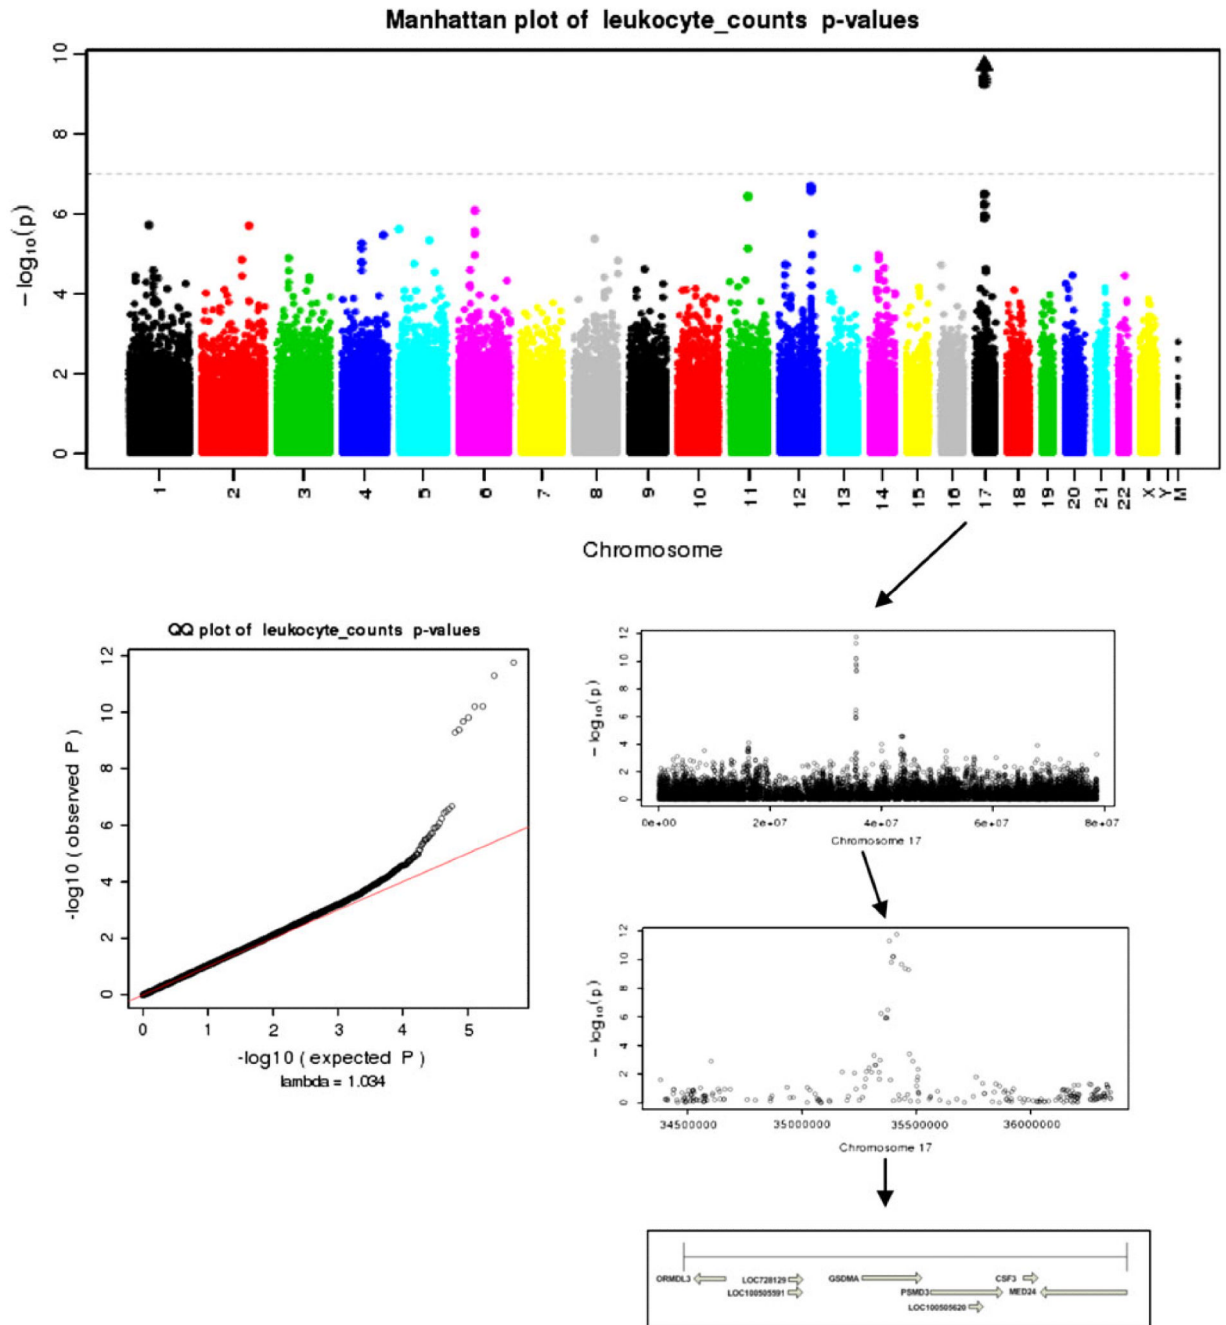 Manhattan plot of leukocyte_counts p-values
10
8
6
4
2
0
−log₁₀(p)
1 2 3 4 5 6 7 8 9 10 11 12 13 14 15 16 17 18 19 20 21 22 X Y M
Chromosome
QQ plot of leukocyte_counts p-values
12
10
8
6
4
2
0
-log10 (observed P)
0 1 2 3 4 5
-log10 (expected P)
lambda = 1.034
12
10
8
6
4
2
0
−log₁₀(p)
0e+00 2e+07 4e+07 6e+07 8e+07
Chromosome 17
12
10
8
6
4
2
0
−log₁₀(p)
34500000 35000000 35500000 36000000
Chromosome 17
ORMDL3 LOC728129 GSDMA CSF3
LOC100505591 PSMD3 MED24
LOC100505620